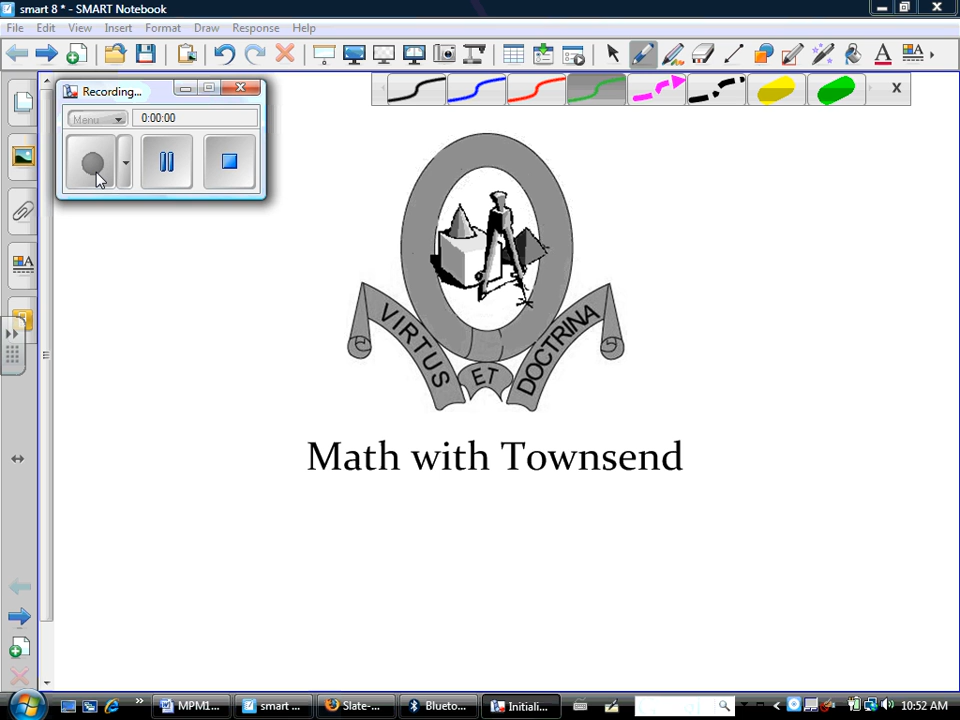 smart 8 * - SMART Notebook
File Edit View Insert Format Draw Response Help
Recording...
Menu 0:00:00
VIRTUS ET DOCTRINA
Math with Townsend
MPM1... smart ... Slate-... Blueto... Initiali... 10:52 AM